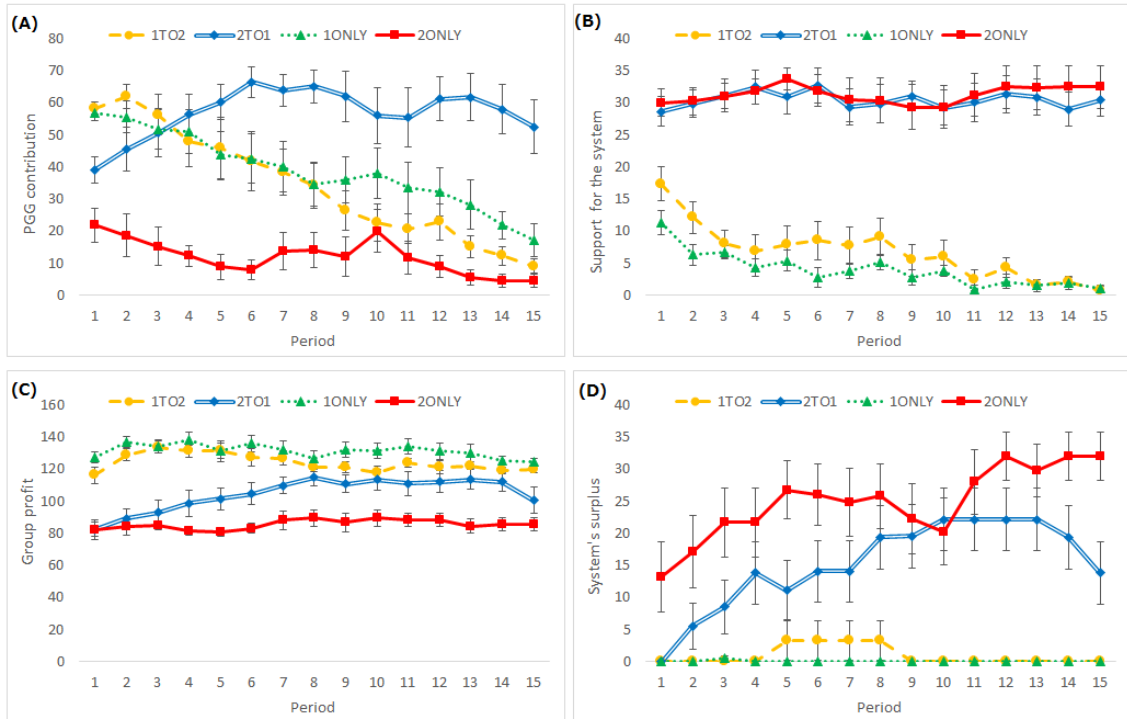 (A)
1TO2 2TO1 1ONLY 2ONLY
PGG contribution
80
70
60
50
40
30
20
10
0
1 2 3 4 5 6 7 8 9 10 11 12 13 14 15
Period
(B)
1TO2 2TO1 1ONLY 2ONLY
Support for the system
40
35
30
25
20
15
10
5
0
1 2 3 4 5 6 7 8 9 10 11 12 13 14 15
Period
(C)
1TO2 2TO1 1ONLY 2ONLY
Group profit
160
140
120
100
80
60
40
20
0
1 2 3 4 5 6 7 8 9 10 11 12 13 14 15
Period
(D)
1TO2 2TO1 1ONLY 2ONLY
System's surplus
40
35
30
25
20
15
10
5
0
1 2 3 4 5 6 7 8 9 10 11 12 13 14 15
Period